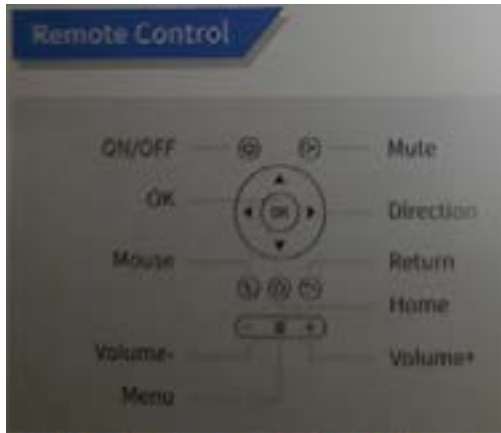 Remote Control
ON/OFF
Mute
OK
OK
Direction
Mouse
Return
Home
Volume-
Volume+
Menu